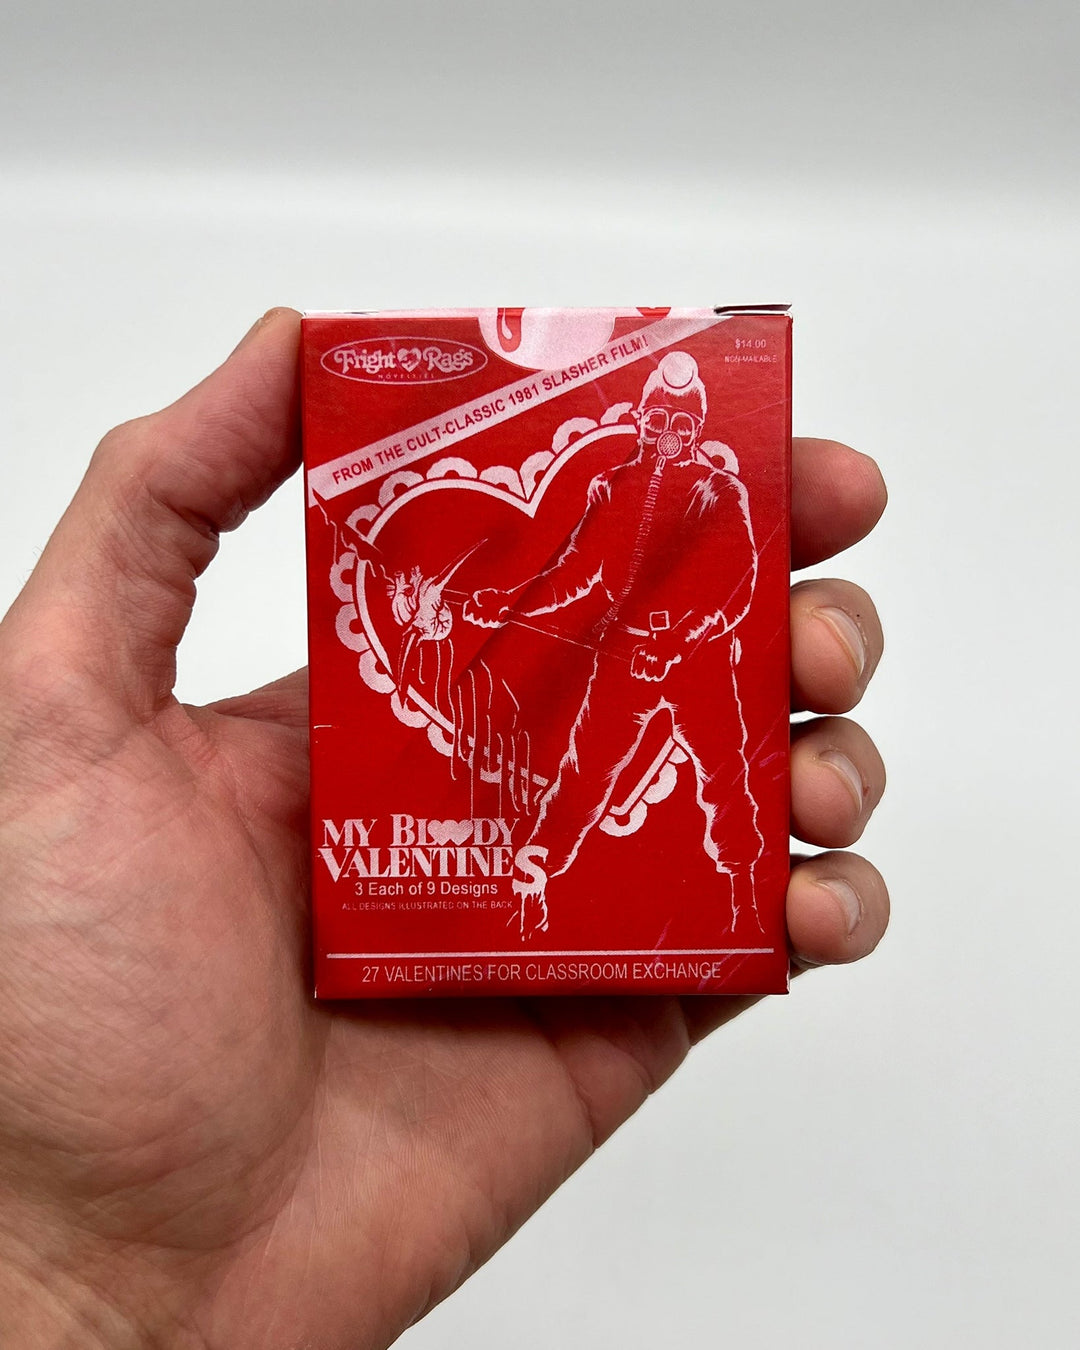 Fright Rags
NOVELTIES
$14.00
NON-MAILABLE
FROM THE CULT-CLASSIC 1981 SLASHER FILM!
MY BLOODY
VALENTINES
3 Each of 9 Designs
ALL DESIGNS ILLUSTRATED ON THE BACK
27 VALENTINES FOR CLASSROOM EXCHANGE